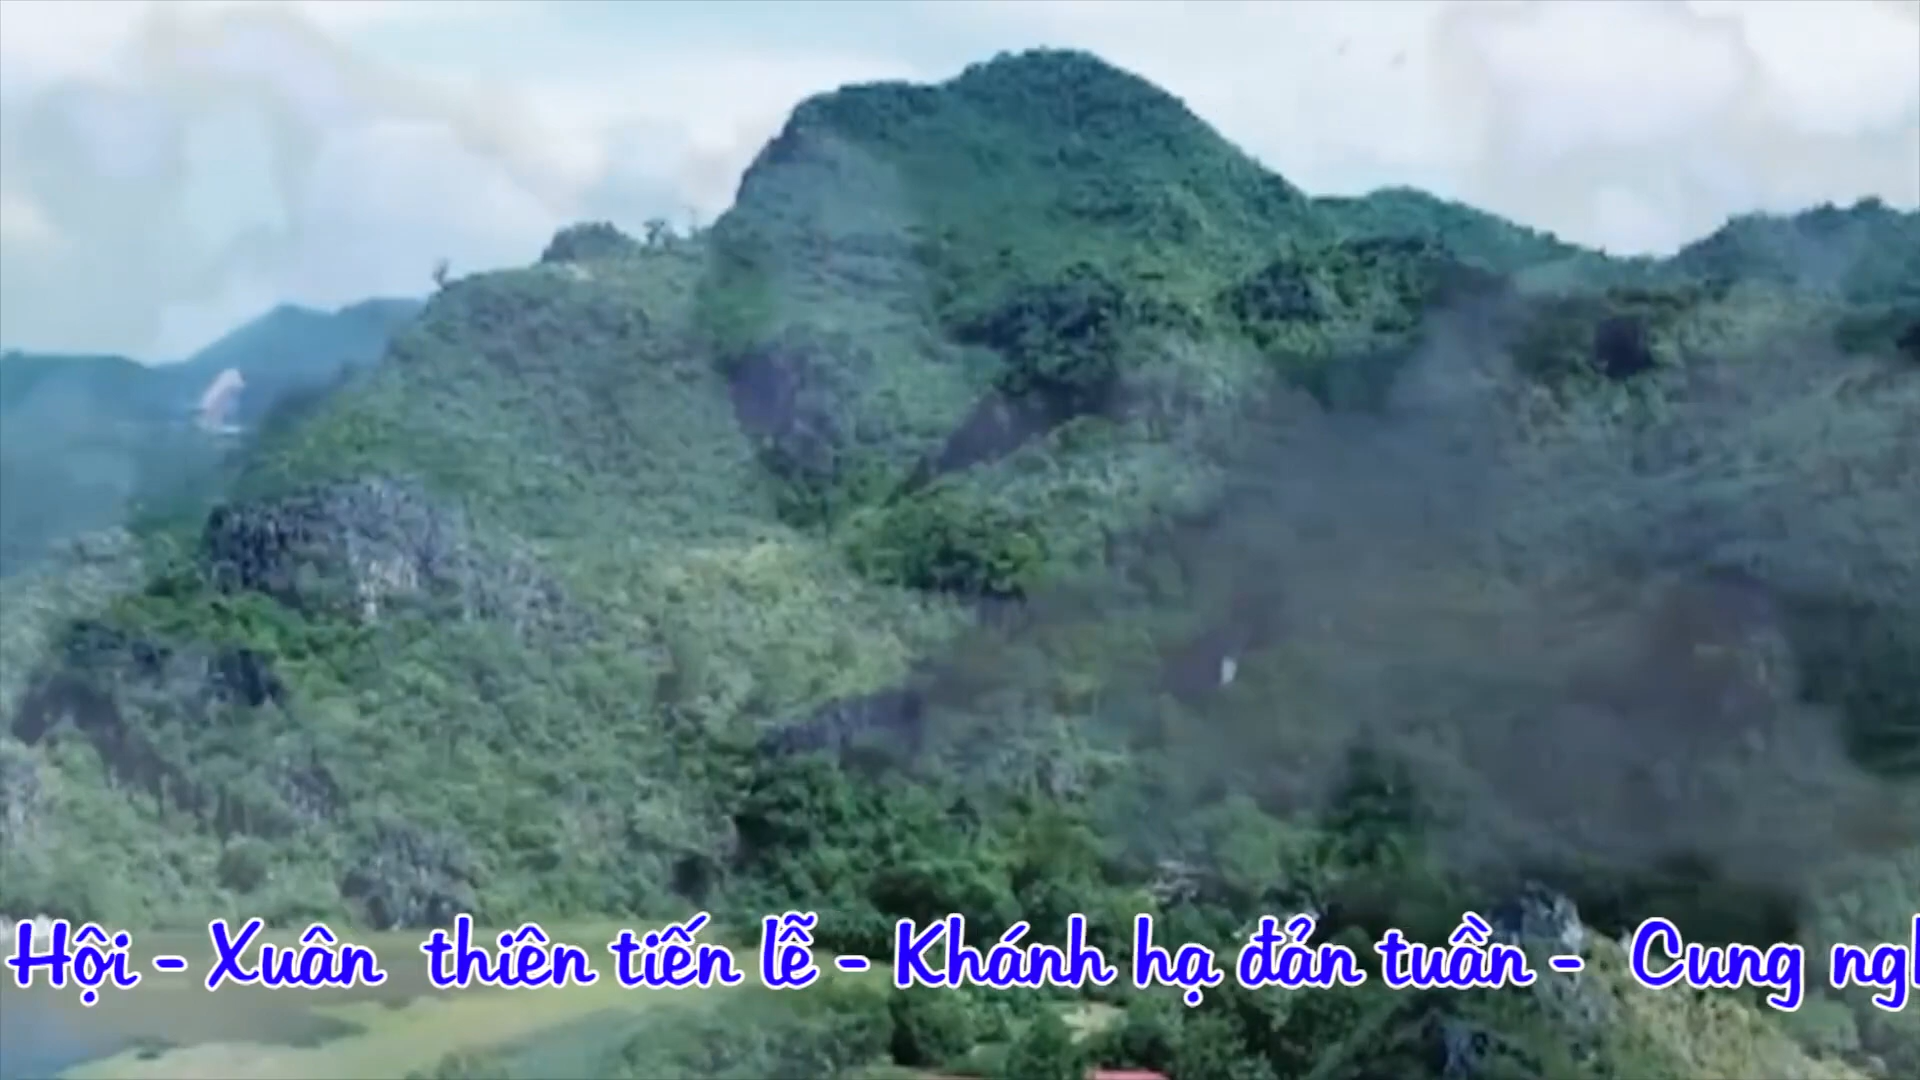 Hội - Xuân thiên tiến lễ - Khánh hạ đản tuần - Cung